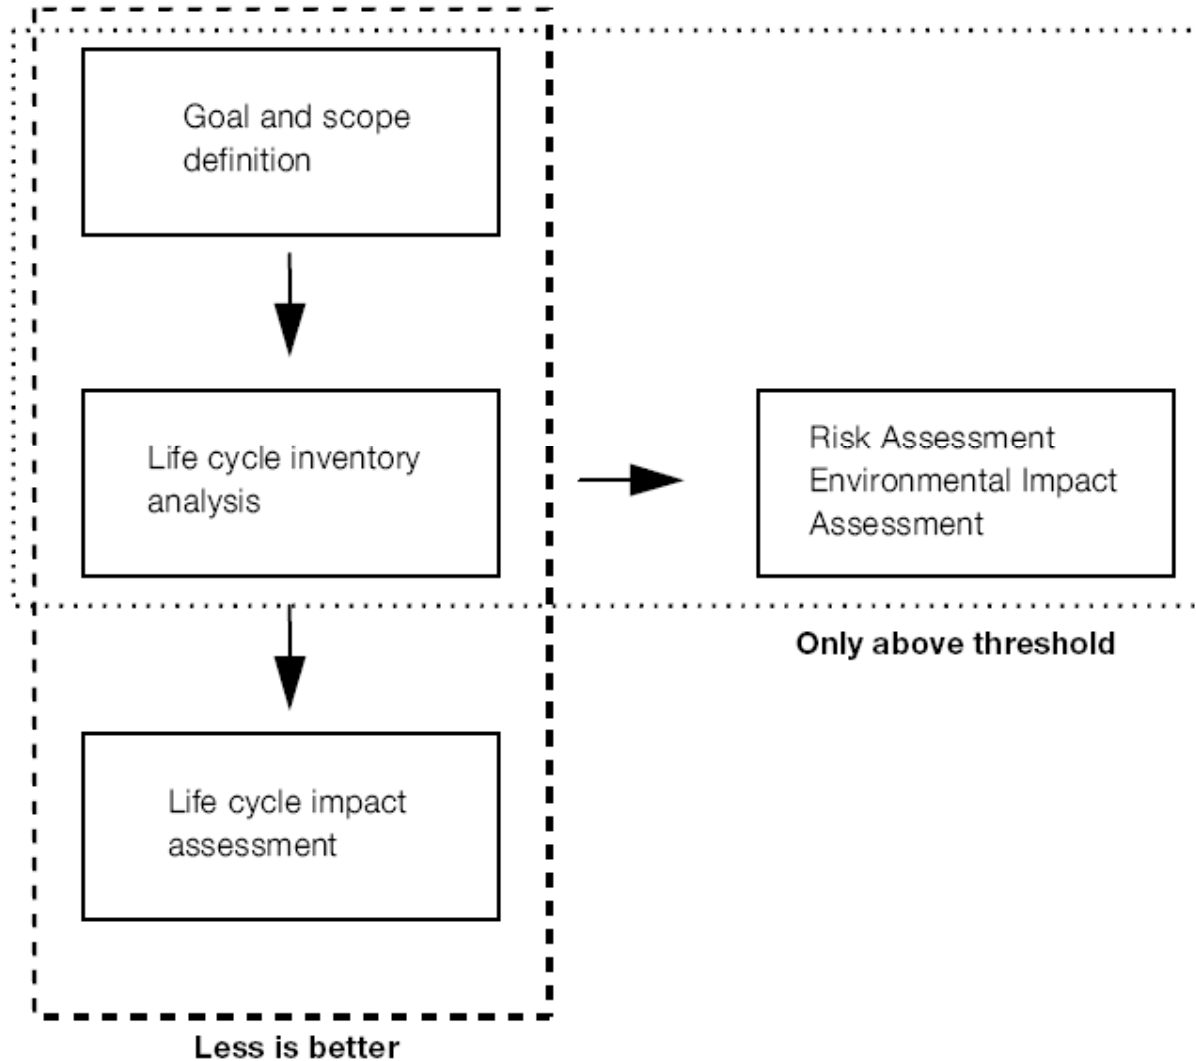 Goal and scope
definition
Life cycle inventory
analysis
Risk Assessment
Environmental Impact
Assessment
Only above threshold
Life cycle impact
assessment
Less is better